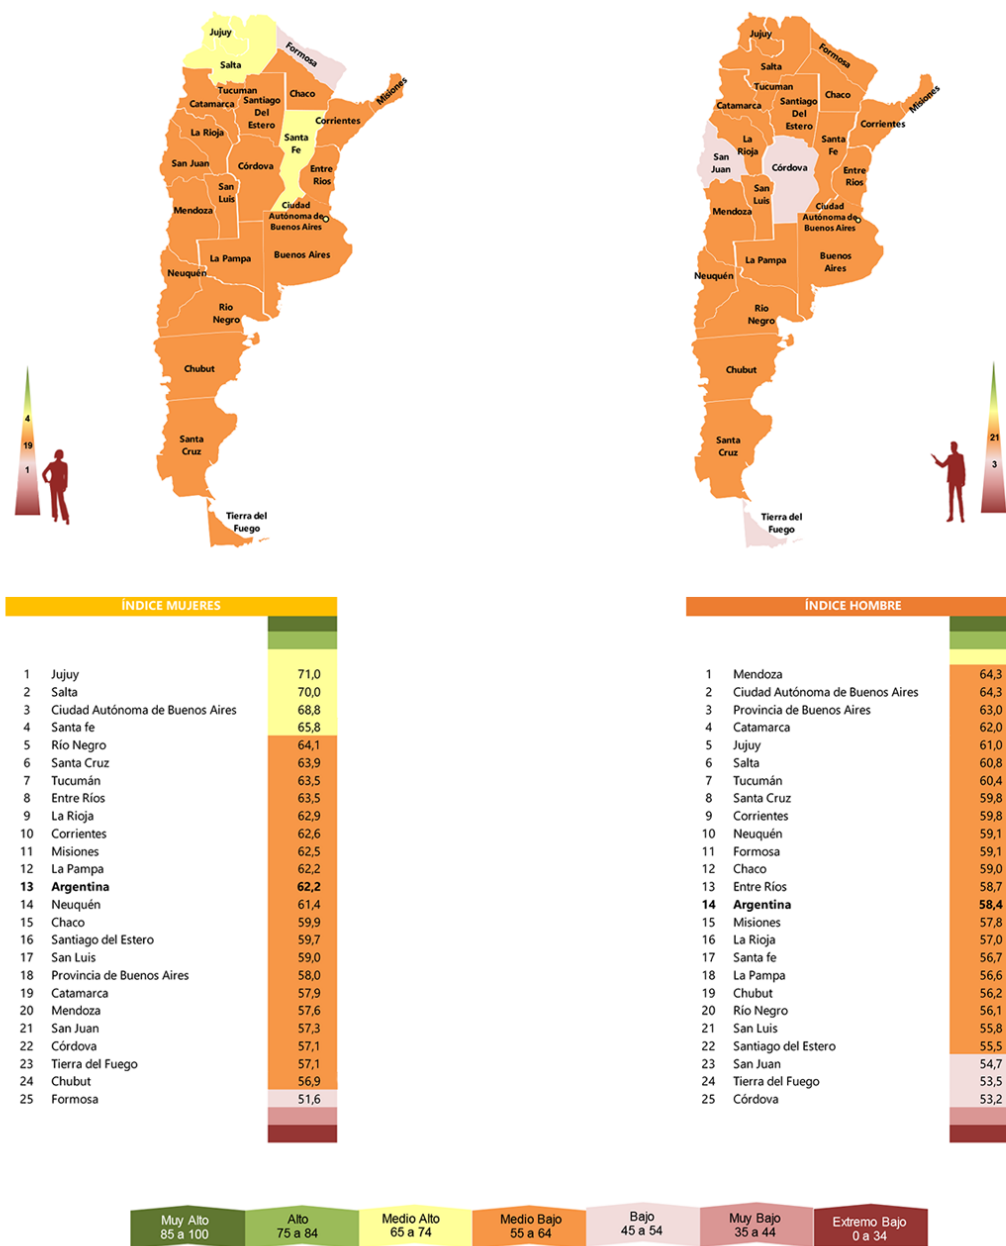 Jujuy
Salta
Formosa
Tucuman
Catamarca
Santiago
Del
Estero
Chaco
Misiones
Corrientes
La Rioja
Santa
Fe
San Juan
Córdova
Entre
Rios
San
Luis
Mendoza
Ciudad
Autónoma de
Buenos Aires
La Pampa
Buenos Aires
Neuquén
Río
Negro
Chubut
Santa
Cruz
Tierra del
Fuego
4
19
1
Jujuy
Salta
Formosa
Tucuman
Catamarca
Santiago
Del
Estero
Chaco
Misiones
Corrientes
La
Rioja
Santa
Fe
San
Juan
Córdova
Entre
Rios
San
Luis
Mendoza
Ciudad
Autónoma de
Buenos Aires
La Pampa
Buenos
Aires
Neuquén
Río
Negro
Chubut
Santa
Cruz
Tierra del
Fuego
21
3
ÍNDICE MUJERES
1 Jujuy 71,0
2 Salta 70,0
3 Ciudad Autónoma de Buenos Aires 68,8
4 Santa fe 65,8
5 Río Negro 64,1
6 Santa Cruz 63,9
7 Tucumán 63,5
8 Entre Ríos 63,5
9 La Rioja 62,9
10 Corrientes 62,6
11 Misiones 62,5
12 La Pampa 62,2
13 Argentina 62,2
14 Neuquén 61,4
15 Chaco 59,9
16 Santiago del Estero 59,7
17 San Luis 59,0
18 Provincia de Buenos Aires 58,0
19 Catamarca 57,9
20 Mendoza 57,6
21 San Juan 57,3
22 Córdova 57,1
23 Tierra del Fuego 57,1
24 Chubut 56,9
25 Formosa 51,6
ÍNDICE HOMBRE
1 Mendoza 64,3
2 Ciudad Autónoma de Buenos Aires 64,3
3 Provincia de Buenos Aires 63,0
4 Catamarca 62,0
5 Jujuy 61,0
6 Salta 60,8
7 Tucumán 60,4
8 Santa Cruz 59,8
9 Corrientes 59,8
10 Neuquén 59,1
11 Formosa 59,1
12 Chaco 59,0
13 Entre Ríos 58,7
14 Argentina 58,4
15 Misiones 57,8
16 La Rioja 57,0
17 Santa fe 56,7
18 La Pampa 56,6
19 Chubut 56,2
20 Río Negro 56,1
21 San Luis 55,8
22 Santiago del Estero 55,5
23 San Juan 54,7
24 Tierra del Fuego 53,5
25 Córdova 53,2
Muy Alto
85 a 100
Alto
75 a 84
Medio Alto
65 a 74
Medio Bajo
55 a 64
Bajo
45 a 54
Muy Bajo
35 a 44
Extremo Bajo
0 a 34